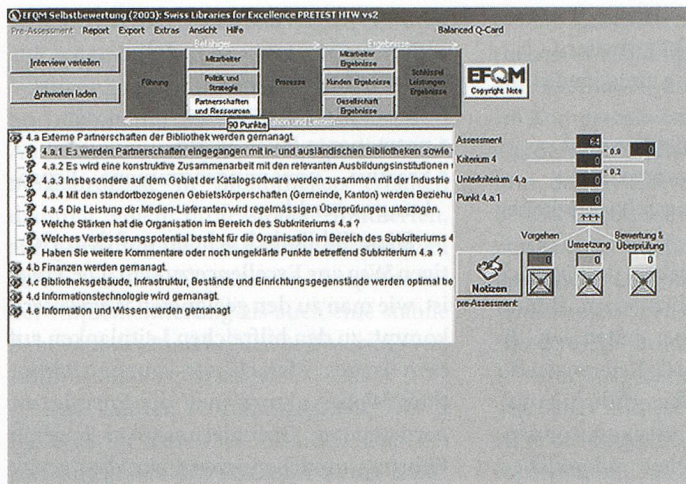 EFQM Selbstbewertung (2003): Swiss Libraries for Excellence PRETEST HTW vs2
Pre-Assessment Report Export Extras Ansicht Hilfe Balanced Q-Card
Befähiger Ergebnisse
Interview verteilen
Antworten laden
Führung
Mitarbeiter
Politik und Strategie
Partnerschaften und Ressourcen
Prozesse
Mitarbeiter Ergebnisse
Kunden Ergebnisse
Gesellschaft Ergebnisse
Schlüssel Leistungen Ergebnisse
EFQM
Copyright Note
90 Punkte
und Lernen
4.a Externe Partnerschaften der Bibliothek werden gemanagt.
4.a.1 Es werden Partnerschaften eingegangen mit in- und ausländischen Bibliotheken sowie
4.a.2 Es wird eine konstruktive Zusammenarbeit mit den relevanten Ausbildungsinstitutionen
4.a.3 Insbesondere auf dem Gebiet der Katalogsoftware werden zusammen mit der Industrie
4.a.4 Mit den standortbezogenen Gebietskörperschaften (Gemeinde, Kanton) werden Beziehu
4.a.5 Die Leistung der Medien-Lieferanten wird regelmässigen Überprüfungen unterzogen.
Welche Stärken hat die Organisation im Bereich des Subkriteriums 4.a ?
Welches Verbesserungspotential besteht für die Organisation im Bereich des Subkriteriums 4
Haben Sie weitere Kommentare oder noch ungeklärte Punkte betreffend Subkriterium 4.a ?
4.b Finanzen werden gemanagt.
4.c Bibliotheksgebäude, Infrastruktur, Bestände und Einrichtungsgegenstände werden optimal be
4.d Informationstechnologie wird gemanagt.
4.e Information und Wissen werden gemanagt
Assessment 64
Kriterium 4 0 × 0,9 0
Unterkriterium 4.a 0 × 0,2
Punkt 4.a.1 0
↑↑↑
Vorgehen Umsetzung Bewertung & Überprüfung
0 0 0
Notizen
pre-Assessment: